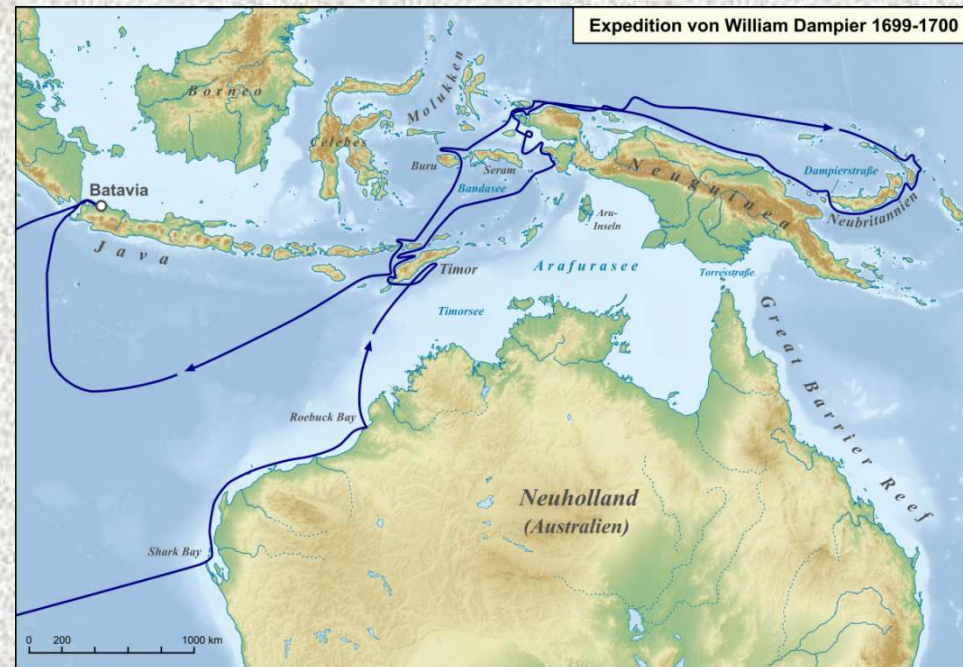 Expedition von William Dampier 1699-1700
Borneo
Molukken
Celebes
Buru
Seram
Bandasee
Neuguinea
Dampierstraße
Neubritannien
Batavia
Java
Aru-
Inseln
Timor
Arafurasee
Torresstraße
Timorsee
Great Barrier Reef
Roebuck Bay
Neuholland
(Australien)
Shark Bay
0 200 1000 km